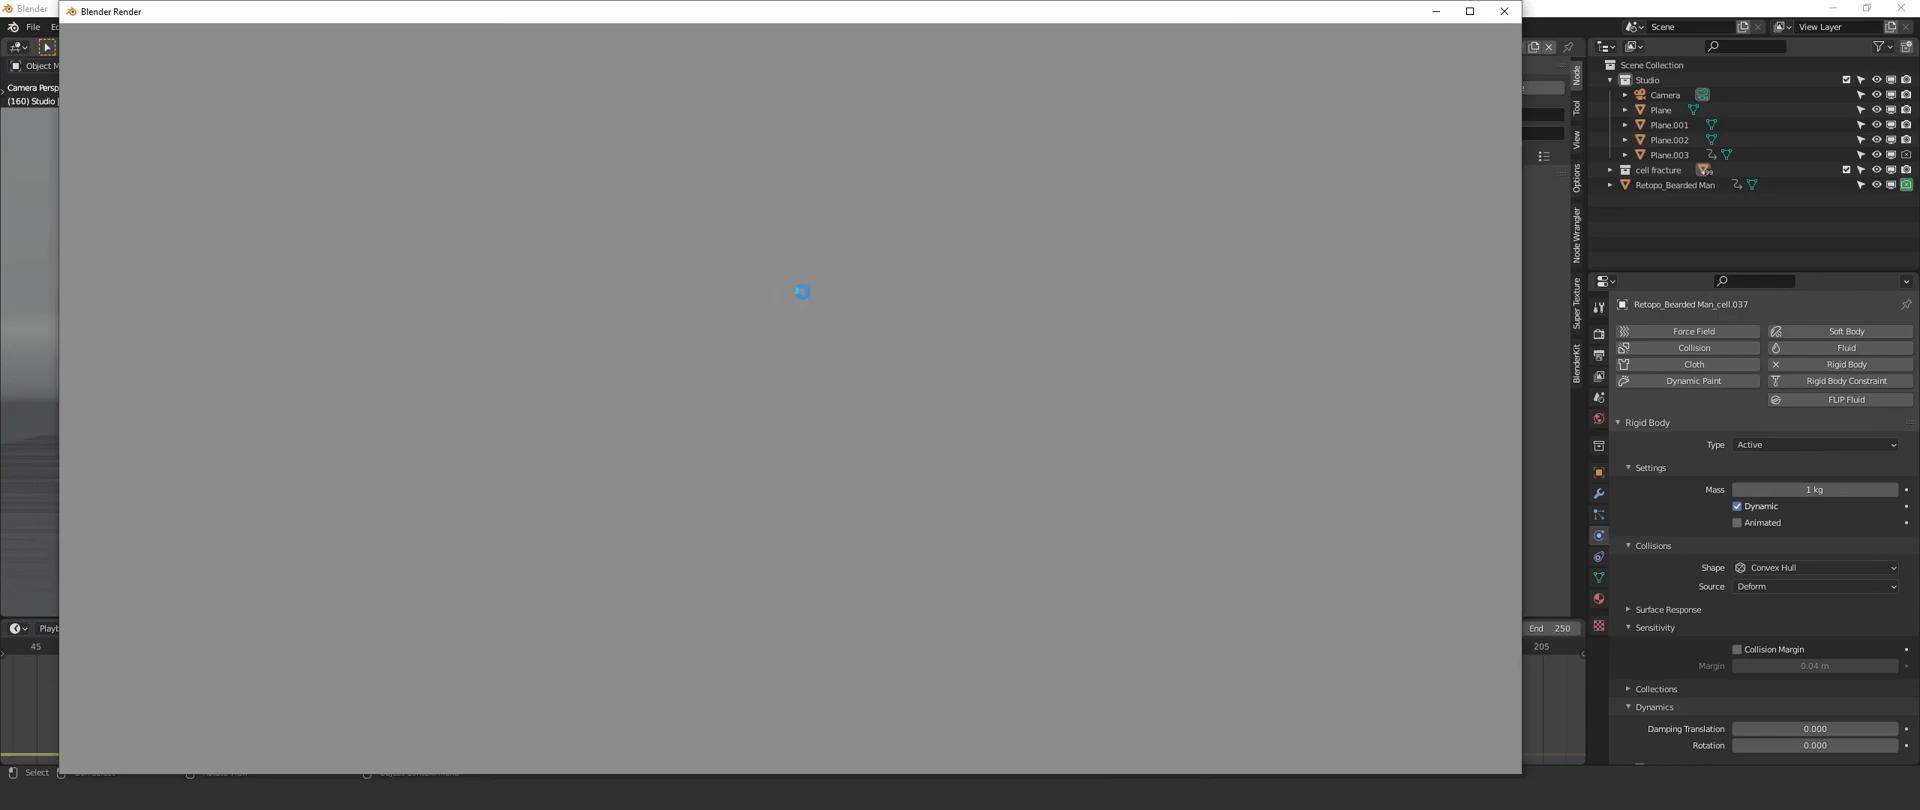 Blender
Blender Render
File
Scene
View Layer
Object M
Camera Persp
(160) Studio |
Scene Collection
Studio
Camera
Plane
Plane.001
Plane.002
Plane.003
cell fracture
Retopo_Bearded Man
Node
Tool
View
Options
Node Wrangler
Super Texture
BlenderKit
Retopo_Bearded Man_cell.037
Force Field
Soft Body
Collision
Fluid
Cloth
Rigid Body
Dynamic Paint
Rigid Body Constraint
FLIP Fluid
Rigid Body
Type
Active
Settings
Mass
1 kg
Dynamic
Animated
Collisions
Shape
Convex Hull
Source
Deform
Surface Response
Sensitivity
Collision Margin
Margin
0.04 m
Collections
Dynamics
Damping Translation
0.000
Rotation
0.000
Playb
End 250
45
205
Select